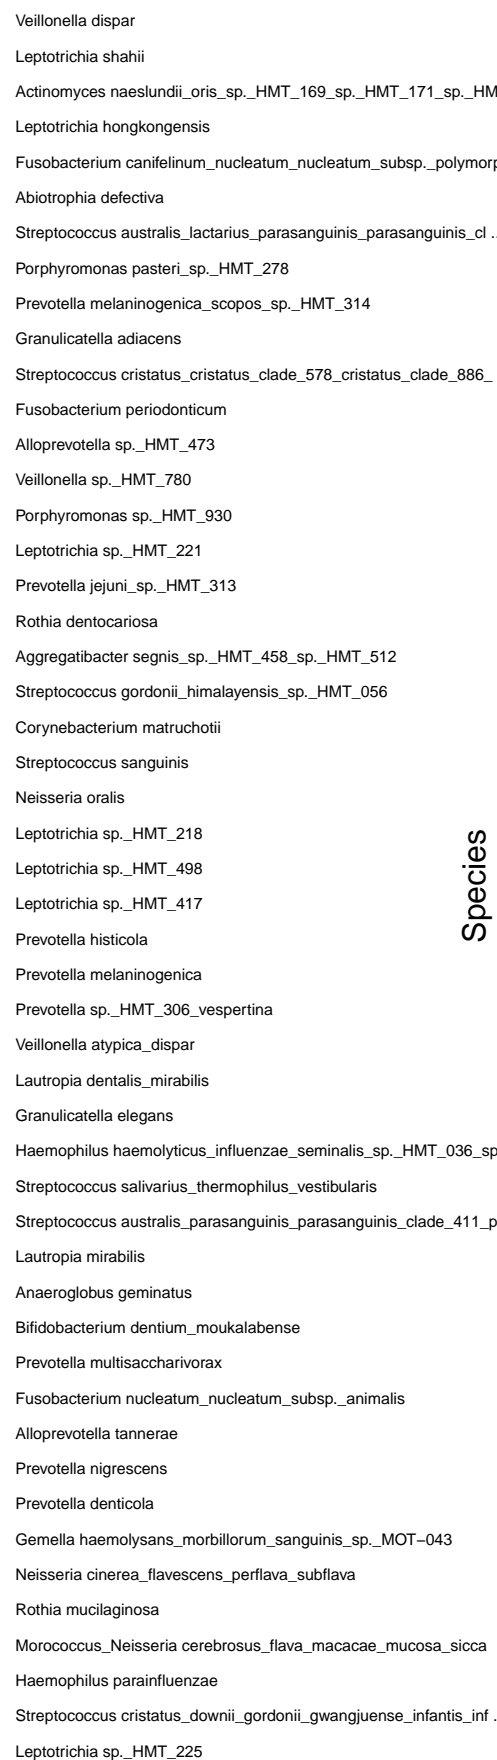 Veillonella dispar
Leptotrichia shahii
Actinomyces naeslundii_oris_sp._HMT_169_sp._HMT_171_sp._HM
Leptotrichia hongkongensis
Fusobacterium canifelinum_nucleatum_nucleatum_subsp._polymorp
Abiotrophia defectiva
Streptococcus australis_lactarius_parasanguinis_parasanguinis_cl ..
Porphyromonas pasteri_sp._HMT_278
Prevotella melaninogenica_scopos_sp._HMT_314
Granulicatella adiacens
Streptococcus cristatus_cristatus_clade_578_cristatus_clade_886_
Fusobacterium periodonticum
Alloprevotella sp._HMT_473
Veillonella sp._HMT_780
Porphyromonas sp._HMT_930
Leptotrichia sp._HMT_221
Prevotella jejuni_sp._HMT_313
Rothia dentocariosa
Aggregatibacter segnis_sp._HMT_458_sp._HMT_512
Streptococcus gordonii_himalayensis_sp._HMT_056
Corynebacterium matruchotii
Streptococcus sanguinis
Neisseria oralis
Leptotrichia sp._HMT_218
Leptotrichia sp._HMT_498
Leptotrichia sp._HMT_417
Prevotella histicola
Prevotella melaninogenica
Prevotella sp._HMT_306_vespertina
Veillonella atypica_dispar
Lautropia dentalis_mirabilis
Granulicatella elegans
Haemophilus haemolyticus_influenzae_seminalis_sp._HMT_036_sp
Streptococcus salivarius_thermophilus_vestibularis
Streptococcus australis_parasanguinis_parasanguinis_clade_411_p
Lautropia mirabilis
Anaeroglobus geminatus
Bifidobacterium dentium_moukalabense
Prevotella multisaccharivorax
Fusobacterium nucleatum_nucleatum_subsp._animalis
Alloprevotella tannerae
Prevotella nigrescens
Prevotella denticola
Gemella haemolysans_morbillorum_sanguinis_sp._MOT−043
Neisseria cinerea_flavescens_perflava_subflava
Rothia mucilaginosa
Morococcus_Neisseria cerebrosus_flava_macacae_mucosa_sicca
Haemophilus parainfluenzae
Streptococcus cristatus_downii_gordonii_gwangjuense_infantis_inf .
Leptotrichia sp._HMT_225
Species